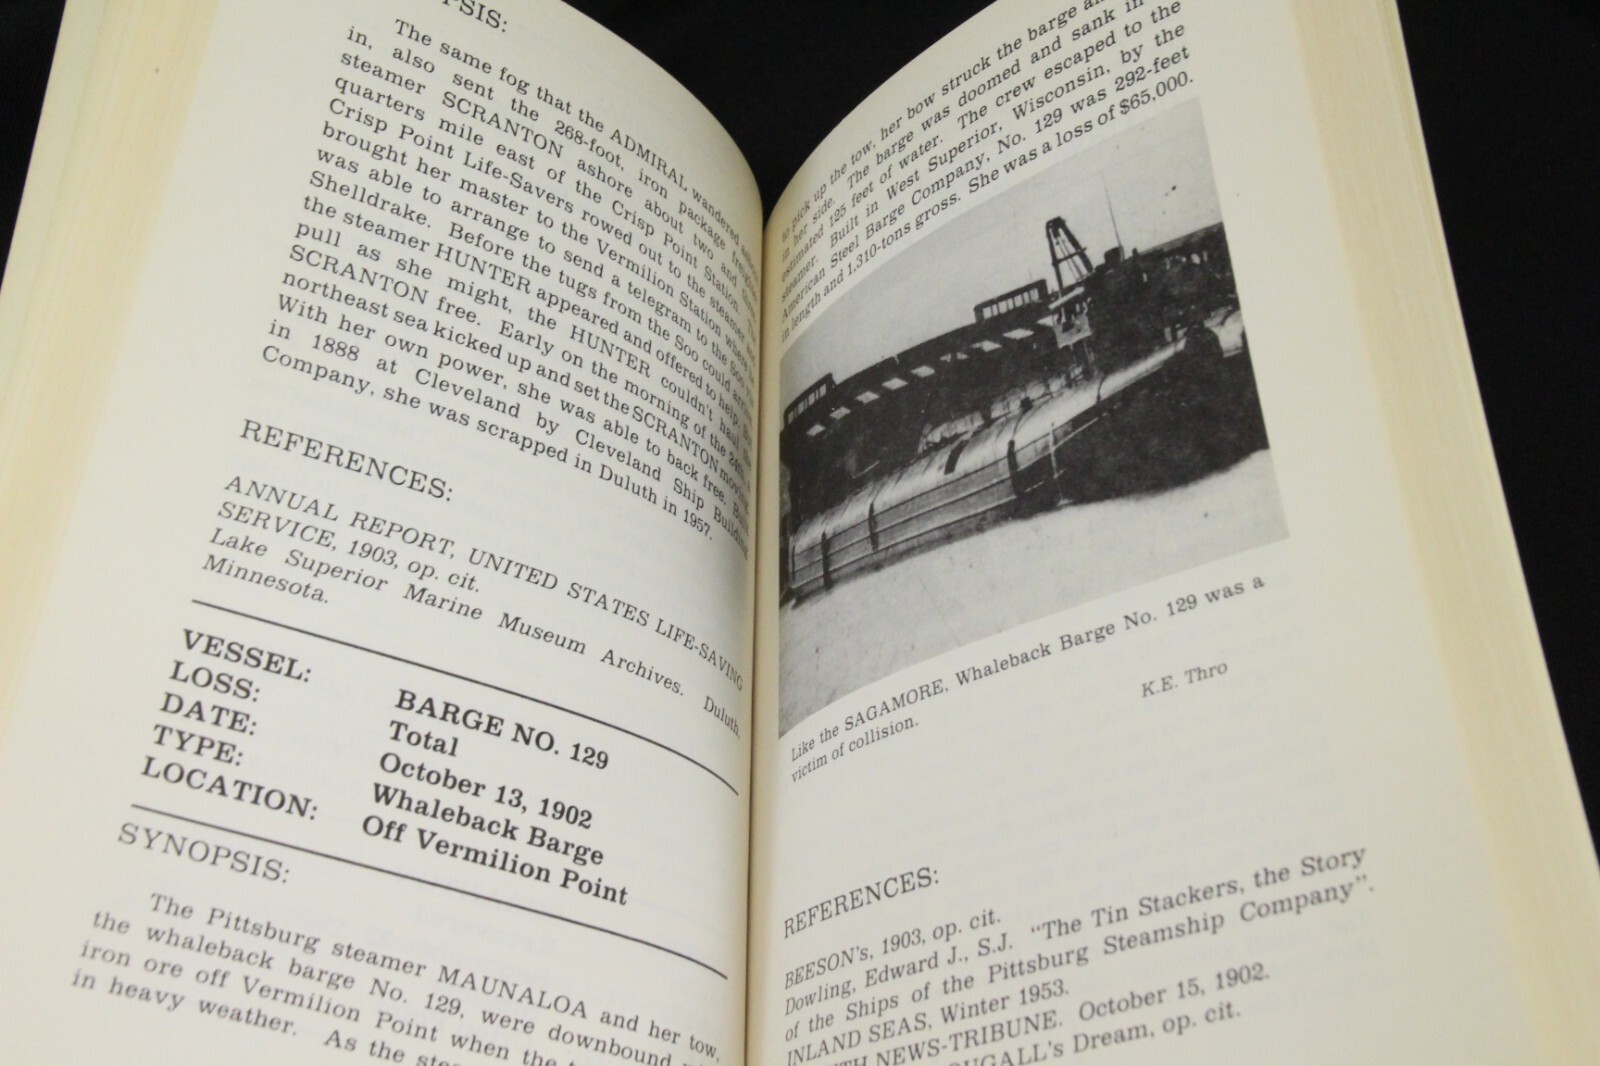 PSIS:
The same fog that the ADMIRAL wandered
in, also sent the 268-foot, iron package freight
steamer SCRANTON ashore about two and three
quarters mile east of the Crisp Point Station. The
Crisp Point Life-Savers rowed out to the steamer and
brought her master to the Vermilion Station where he
was able to arrange to send a telegram to the Soo
Shelldrake. Before the tugs from the Soo could arrive
the steamer HUNTER appeared and offered to help. But
pull as she might, the HUNTER couldn't haul the
SCRANTON free. Early on the morning of the 24th, a
northeast sea kicked up and set the SCRANTON moving.
With her own power, she was able to back free. Built
in 1888 at Cleveland by Cleveland Ship Building
Company, she was scrapped in Duluth in 1957.
REFERENCES:
ANNUAL REPORT, UNITED STATES LIFE-SAVING
SERVICE, 1903, op. cit.
Lake Superior Marine Museum Archives. Duluth,
Minnesota.
VESSEL: BARGE NO. 129
LOSS: Total
DATE: October 13, 1902
TYPE: Whaleback Barge
LOCATION: Off Vermilion Point
SYNOPSIS:
The Pittsburg steamer MAUNALOA and her tow,
the whaleback barge No. 129, were downbound
iron ore off Vermilion Point when the
in heavy weather. As the
to pick up the tow, her bow struck the barge
in her side. The barge was doomed and sank in
estimated 125 feet of water. The crew escaped to the
steamer. Built in West Superior, Wisconsin, by the
American Steel Barge Company, No. 129 was 292-feet
in length and 1,310-tons gross. She was a loss of $65,000.
Like the SAGAMORE, Whaleback Barge No. 129 was a
victim of collision.
K.E. Thro
REFERENCES:
BEESON's, 1903, op. cit.
Dowling, Edward J., S.J. "The Tin Stackers, the Story
of the Ships of the Pittsburg Steamship Company".
INLAND SEAS, Winter 1953.
TH NEWS-TRIBUNE. October 15, 1902.
OUGALL's Dream, op. cit.